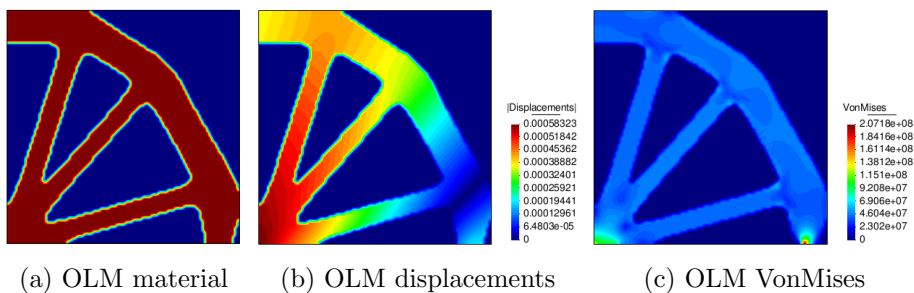 |Displacements|
0.00058323
0.00051842
0.00045362
0.00038882
0.00032401
0.00025921
0.00019441
0.00012961
6.4803e-05
0
VonMises
2.0718e+08
1.8416e+08
1.6114e+08
1.3812e+08
1.151e+08
9.208e+07
6.906e+07
4.604e+07
2.302e+07
0
(a) OLM material
(b) OLM displacements
(c) OLM VonMises